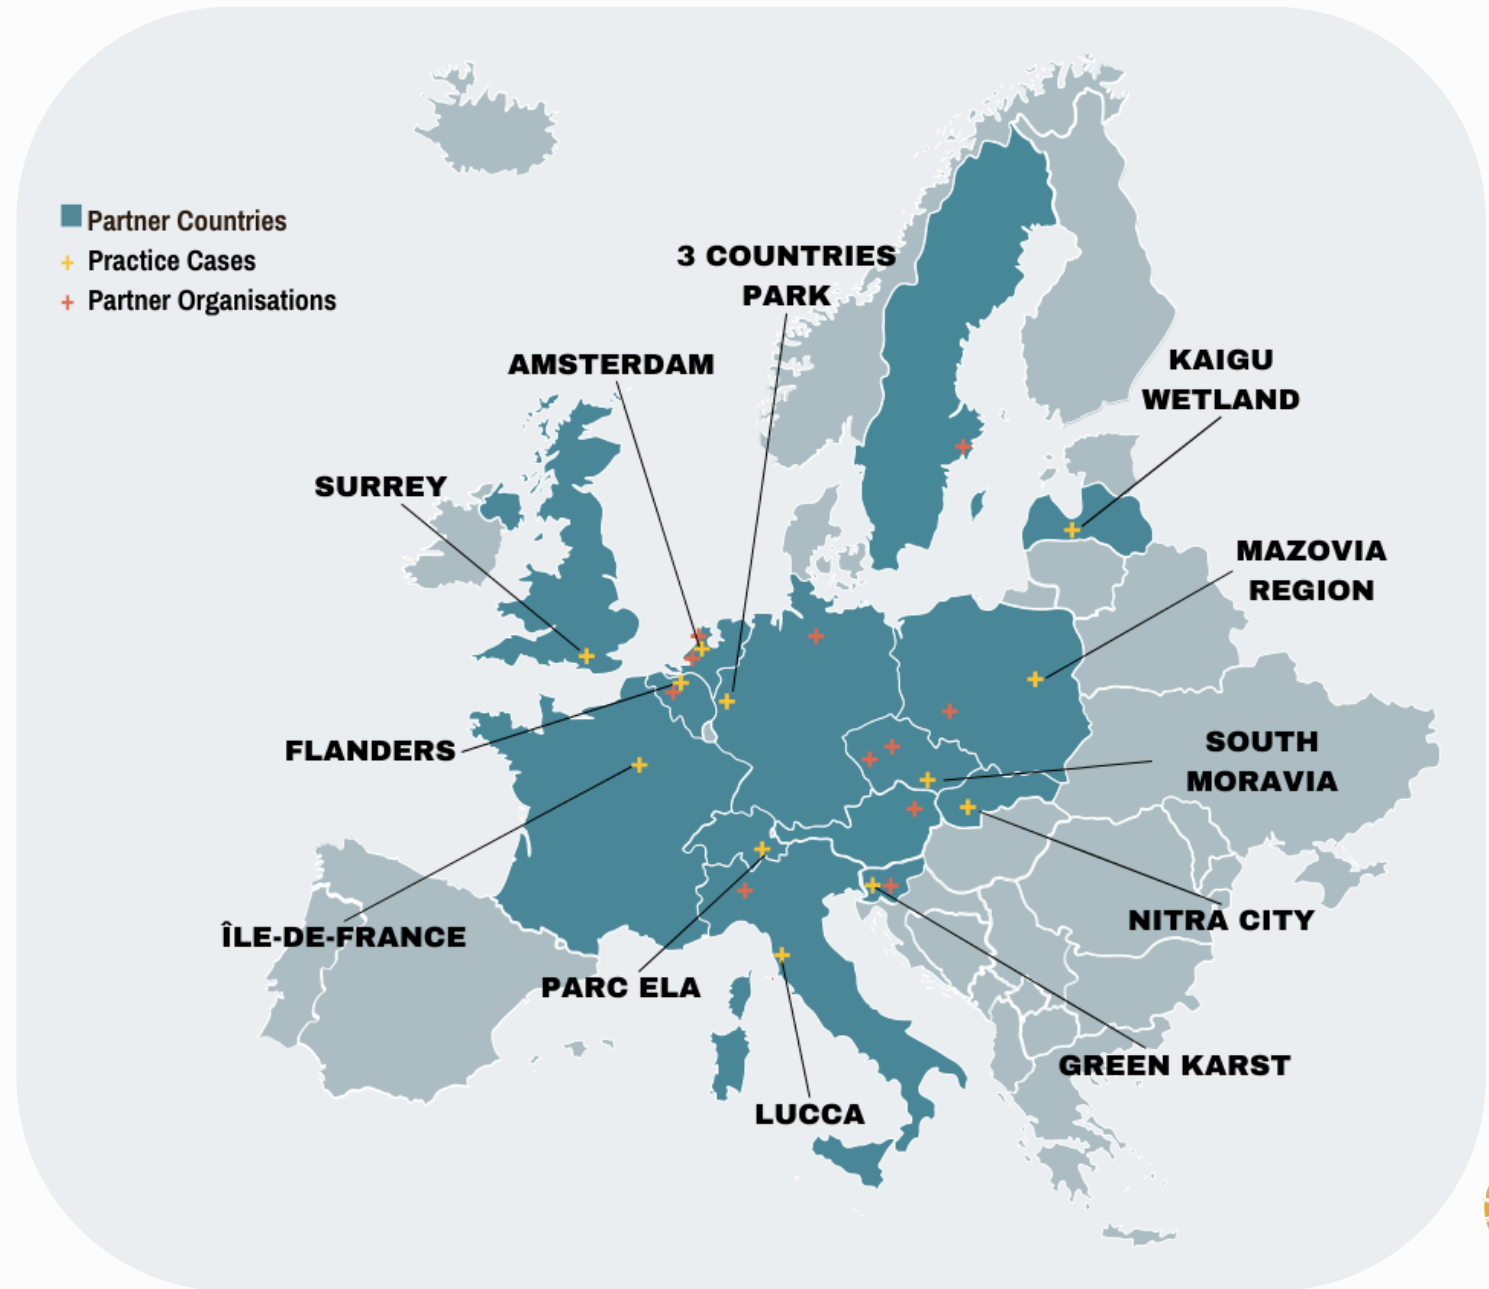 Partner Countries
Practice Cases
Partner Organisations
3 COUNTRIES
PARK
AMSTERDAM
KAIGU
WETLAND
SURREY
MAZOVIA
REGION
FLANDERS
SOUTH
MORAVIA
ÎLE-DE-FRANCE
NITRA CITY
PARC ELA
GREEN KARST
LUCCA